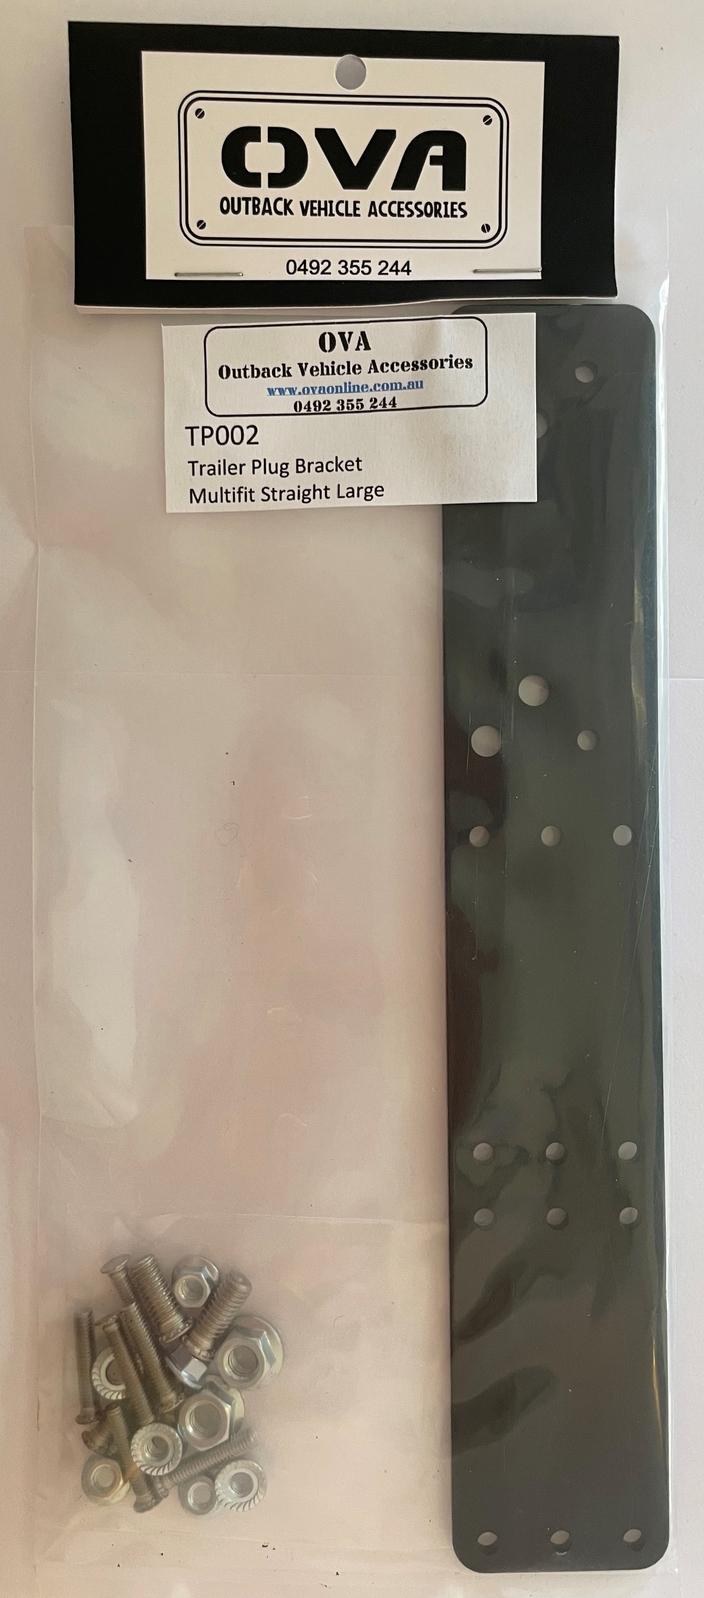 OVA
OUTBACK VEHICLE ACCESSORIES
0492 355 244
OVA
Outback Vehicle Accessories
www.ovaonline.com.au
0492 355 244
TP002
Trailer Plug Bracket
Multifit Straight Large